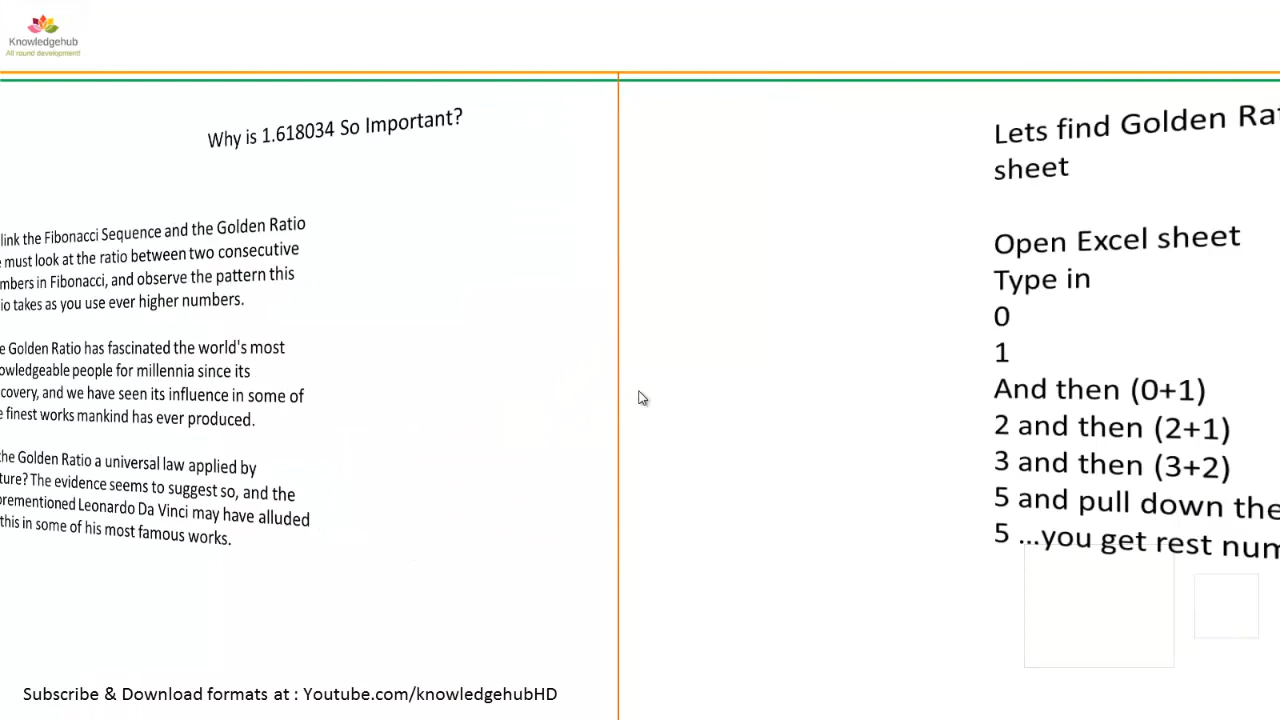 Knowledgehub
All round development!
Why is 1.618034 So Important?
link the Fibonacci Sequence and the Golden Ratio
must look at the ratio between two consecutive
mbers in Fibonacci, and observe the pattern this
io takes as you use ever higher numbers.
e Golden Ratio has fascinated the world's most
owledgeable people for millennia since its
covery, and we have seen its influence in some of
e finest works mankind has ever produced.
he Golden Ratio a universal law applied by
ture? The evidence seems to suggest so, and the
orementioned Leonardo Da Vinci may have alluded
this in some of his most famous works.
Lets find Golden Rat
sheet
Open Excel sheet
Type in
0
1
And then (0+1)
2 and then (2+1)
3 and then (3+2)
5 and pull down the
5 ...you get rest num
Subscribe & Download formats at : Youtube.com/knowledgehubHD